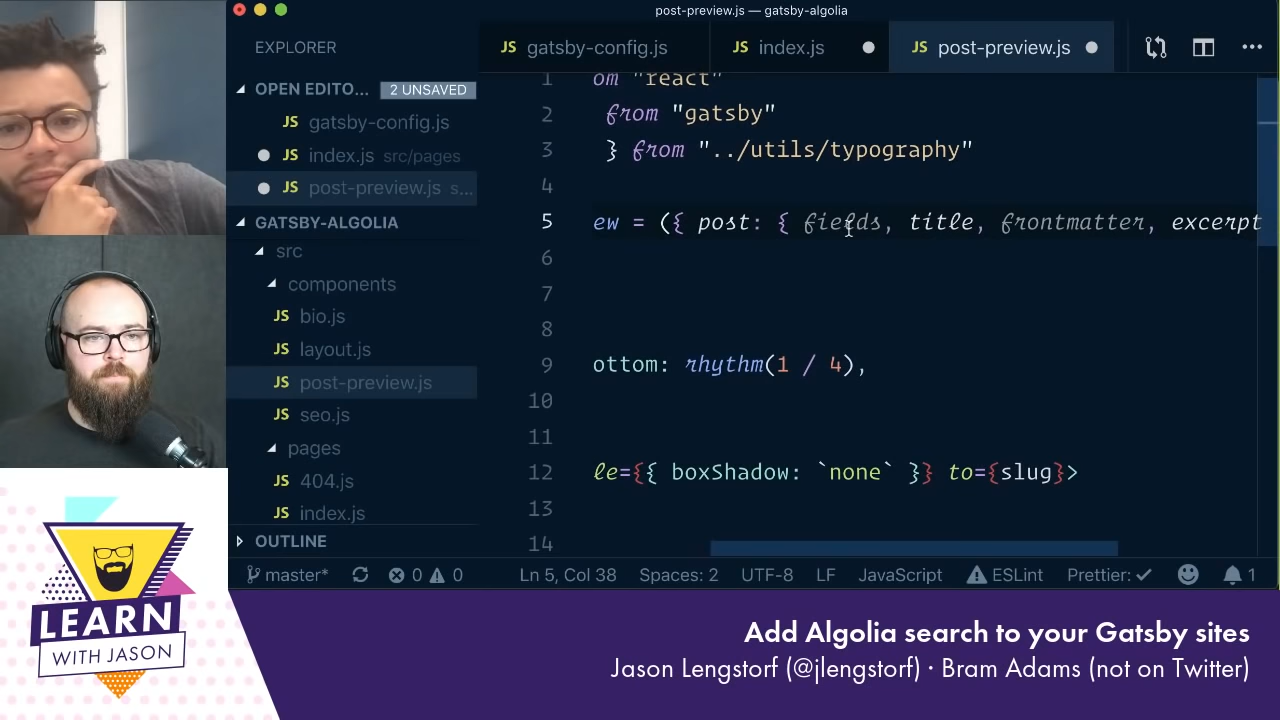 post-preview.js — gatsby-algolia
EXPLORER
JS gatsby-config.js
JS index.js
JS post-preview.js
OPEN EDITO... 2 UNSAVED
JS gatsby-config.js
JS index.js src/pages
JS post-preview.js s...
GATSBY-ALGOLIA
src
components
JS bio.js
JS layout.js
JS post-preview.js
JS seo.js
pages
JS 404.js
JS index.js
OUTLINE
1 om "react"
2 from "gatsby"
3 } from "../utils/typography"
4
5 ew = ({ post: { fields, title, frontmatter, excerpt
6
7
8
9 ottom: rhythm(1 / 4),
10
11
12 le={{ boxShadow: `none` }} to={slug}>
13
14
master* 0 0 Ln 5, Col 38 Spaces: 2 UTF-8 LF JavaScript ESLint Prettier: ✓ 1
LEARN
WITH JASON
Add Algolia search to your Gatsby sites
Jason Lengstorf (@jlengstorf) · Bram Adams (not on Twitter)